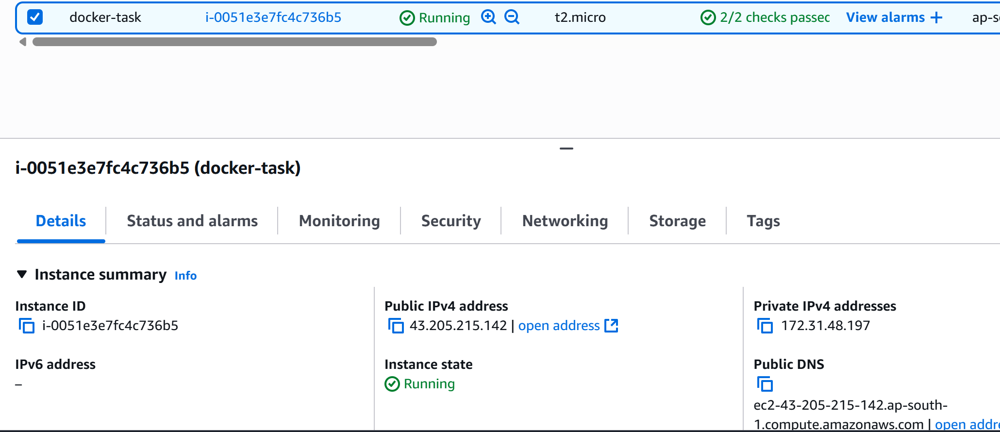 docker-task i-0051e3e7fc4c736b5 Running t2.micro 2/2 checks passec View alarms + ap-s
i-0051e3e7fc4c736b5 (docker-task)
Details Status and alarms Monitoring Security Networking Storage Tags
Instance summary Info
Instance ID
i-0051e3e7fc4c736b5
Public IPv4 address
43.205.215.142 | open address
Private IPv4 addresses
172.31.48.197
IPv6 address
–
Instance state
Running
Public DNS
ec2-43-205-215-142.ap-south-
1.compute.amazonaws.com | open addre